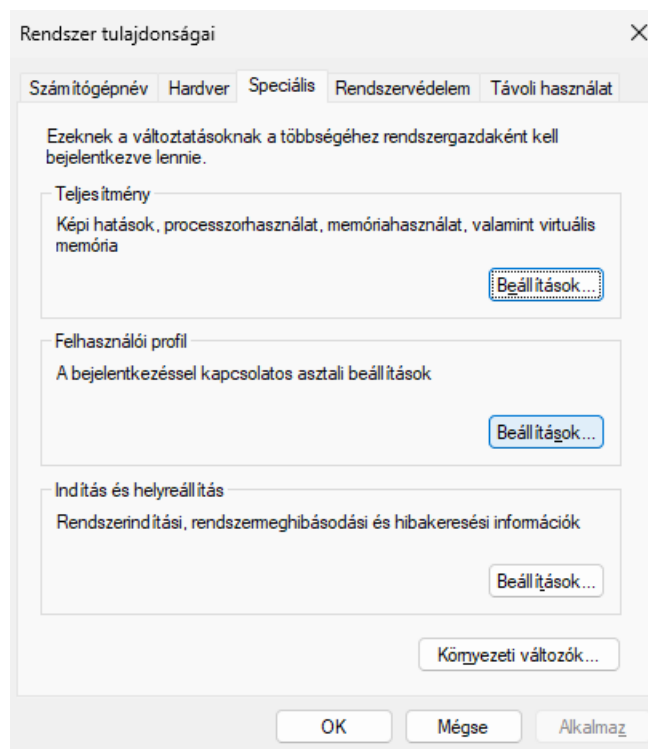 Rendszer tulajdonságai
Számítógépnév Hardver Speciális Rendszervédelem Távoli használat
Ezeknek a változtatásoknak a többségéhez rendszergazdaként kell
bejelentkezve lennie.
Teljesítmény
Képi hatások, processzorhasználat, memóriahasználat, valamint virtuális
memória
Beállítások...
Felhasználói profil
A bejelentkezéssel kapcsolatos asztali beállítások
Beállítások...
Indítás és helyreállítás
Rendszerindítási, rendszermeghibásodási és hibakeresési információk
Beállítások...
Környezeti változók...
OK Mégse Alkalmaz